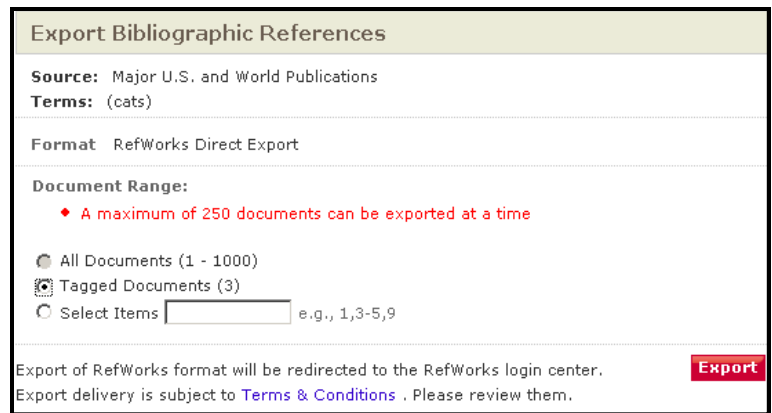 Export Bibliographic References
Source: Major U.S. and World Publications
Terms: (cats)
Format RefWorks Direct Export
Document Range:
♦ A maximum of 250 documents can be exported at a time
All Documents (1 - 1000)
Tagged Documents (3)
Select Items e.g., 1,3-5,9
Export of RefWorks format will be redirected to the RefWorks login center. Export
Export delivery is subject to Terms & Conditions . Please review them.